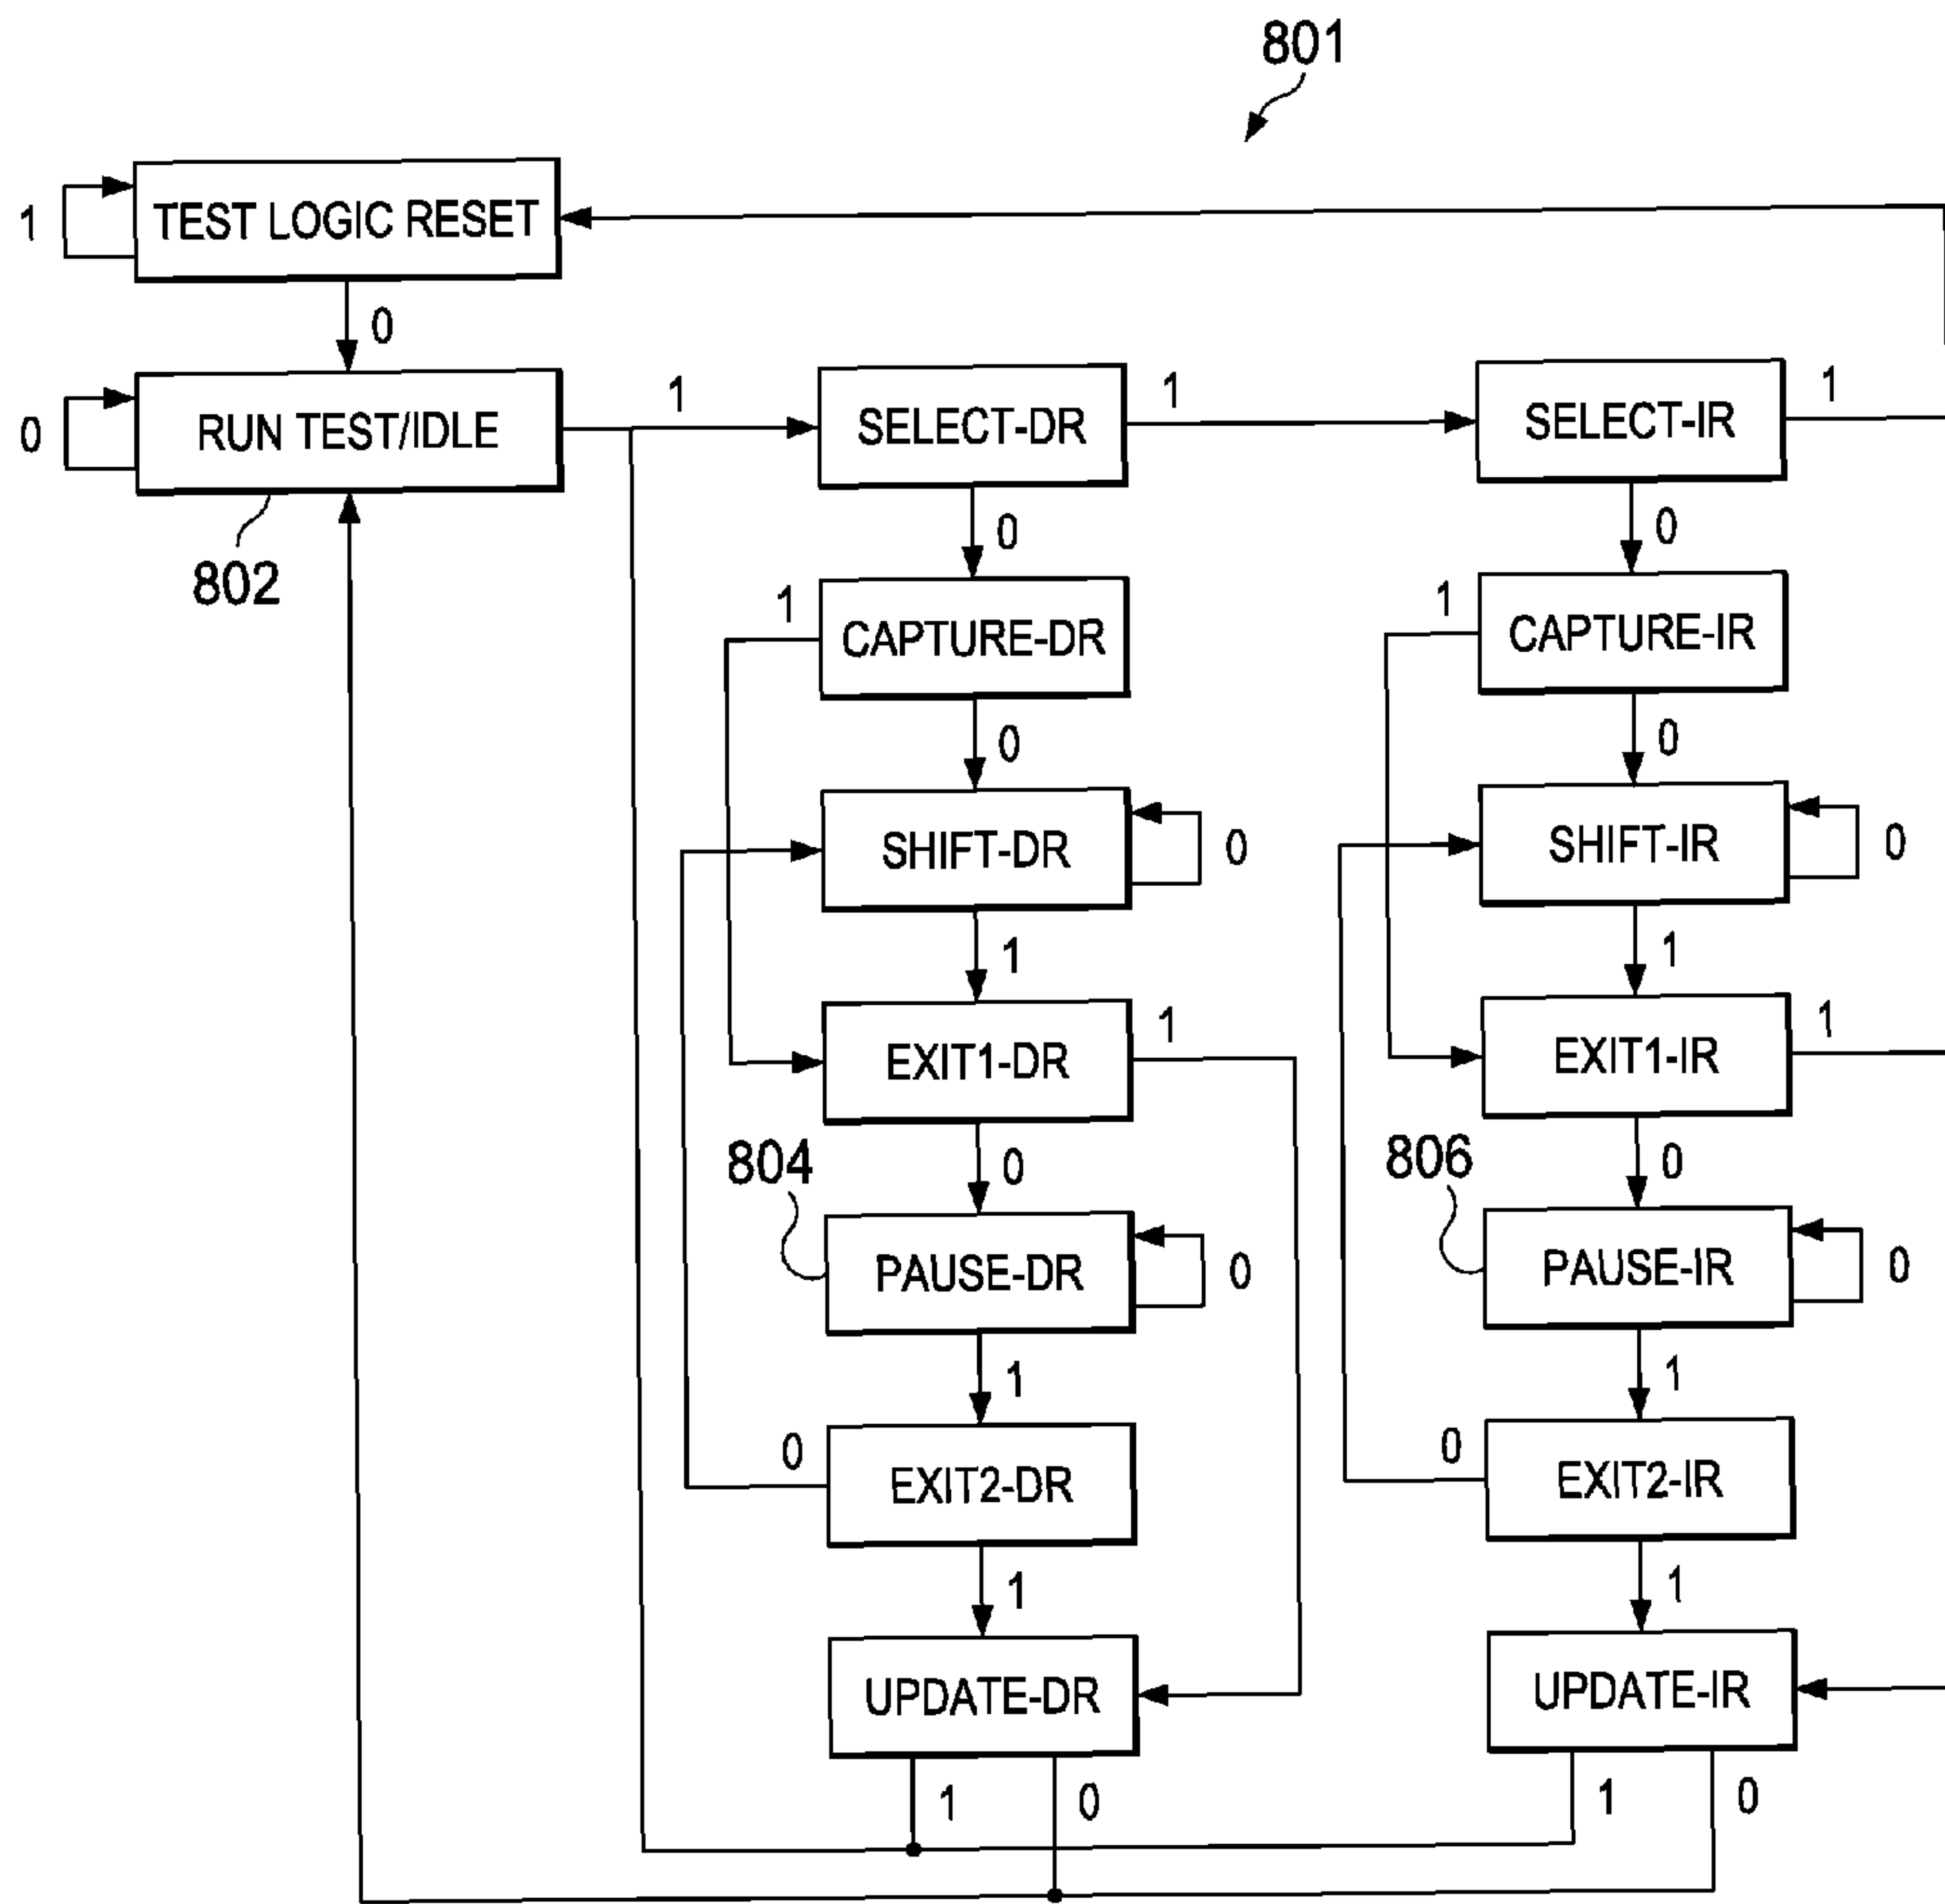 801
1
TEST LOGIC RESET
0
0
RUN TEST/IDLE
802
1
SELECT-DR
1
SELECT-IR
1
0
0
1
CAPTURE-DR
1
CAPTURE-IR
0
0
SHIFT-DR
0
SHIFT-IR
0
1
1
EXIT1-DR
1
EXIT1-IR
1
804
0
806
0
PAUSE-DR
0
PAUSE-IR
0
1
1
0
EXIT2-DR
0
EXIT2-IR
1
1
UPDATE-DR
UPDATE-IR
1
0
1
0